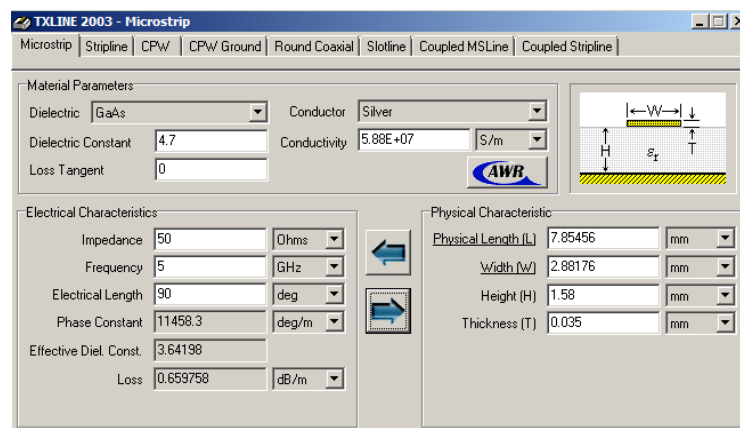 TXLINE 2003 - Microstrip
Microstrip Stripline CPW CPW Ground Round Coaxial Slotline Coupled MSLine Coupled Stripline
Material Parameters
Dielectric GaAs Conductor Silver
Dielectric Constant 4.7 Conductivity 5.88E+07 S/m
Loss Tangent 0 AWR
W
H εr T
Electrical Characteristics
Impedance 50 Ohms
Frequency 5 GHz
Electrical Length 90 deg
Phase Constant 11458.3 deg/m
Effective Diel. Const. 3.64198
Loss 0.659758 dB/m
Physical Characteristic
Physical Length (L) 7.85456 mm
Width (W) 2.88176 mm
Height (H) 1.58 mm
Thickness (T) 0.035 mm